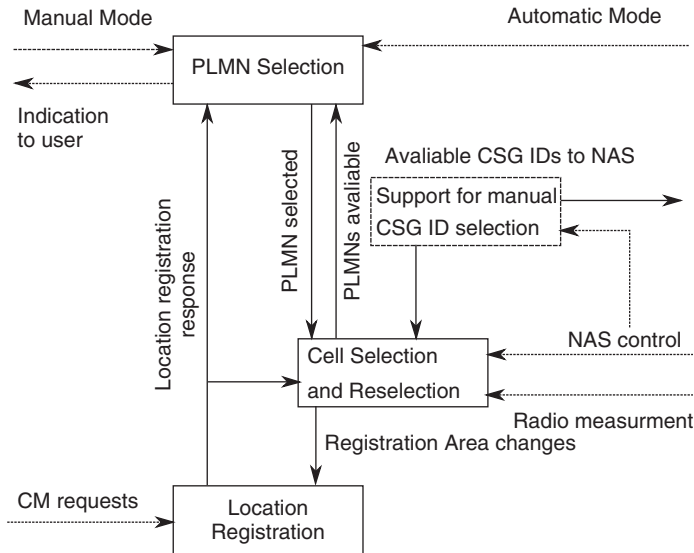 Manual Mode
Automatic Mode
PLMN Selection
Indication
to user
PLMN selected
PLMNs avaliable
Avaliable CSG IDs to NAS
Support for manual
CSG ID selection
Location registration
response
Cell Selection
and Reselection
NAS control
Radio measurment
Registration Area changes
CM requests
Location
Registration